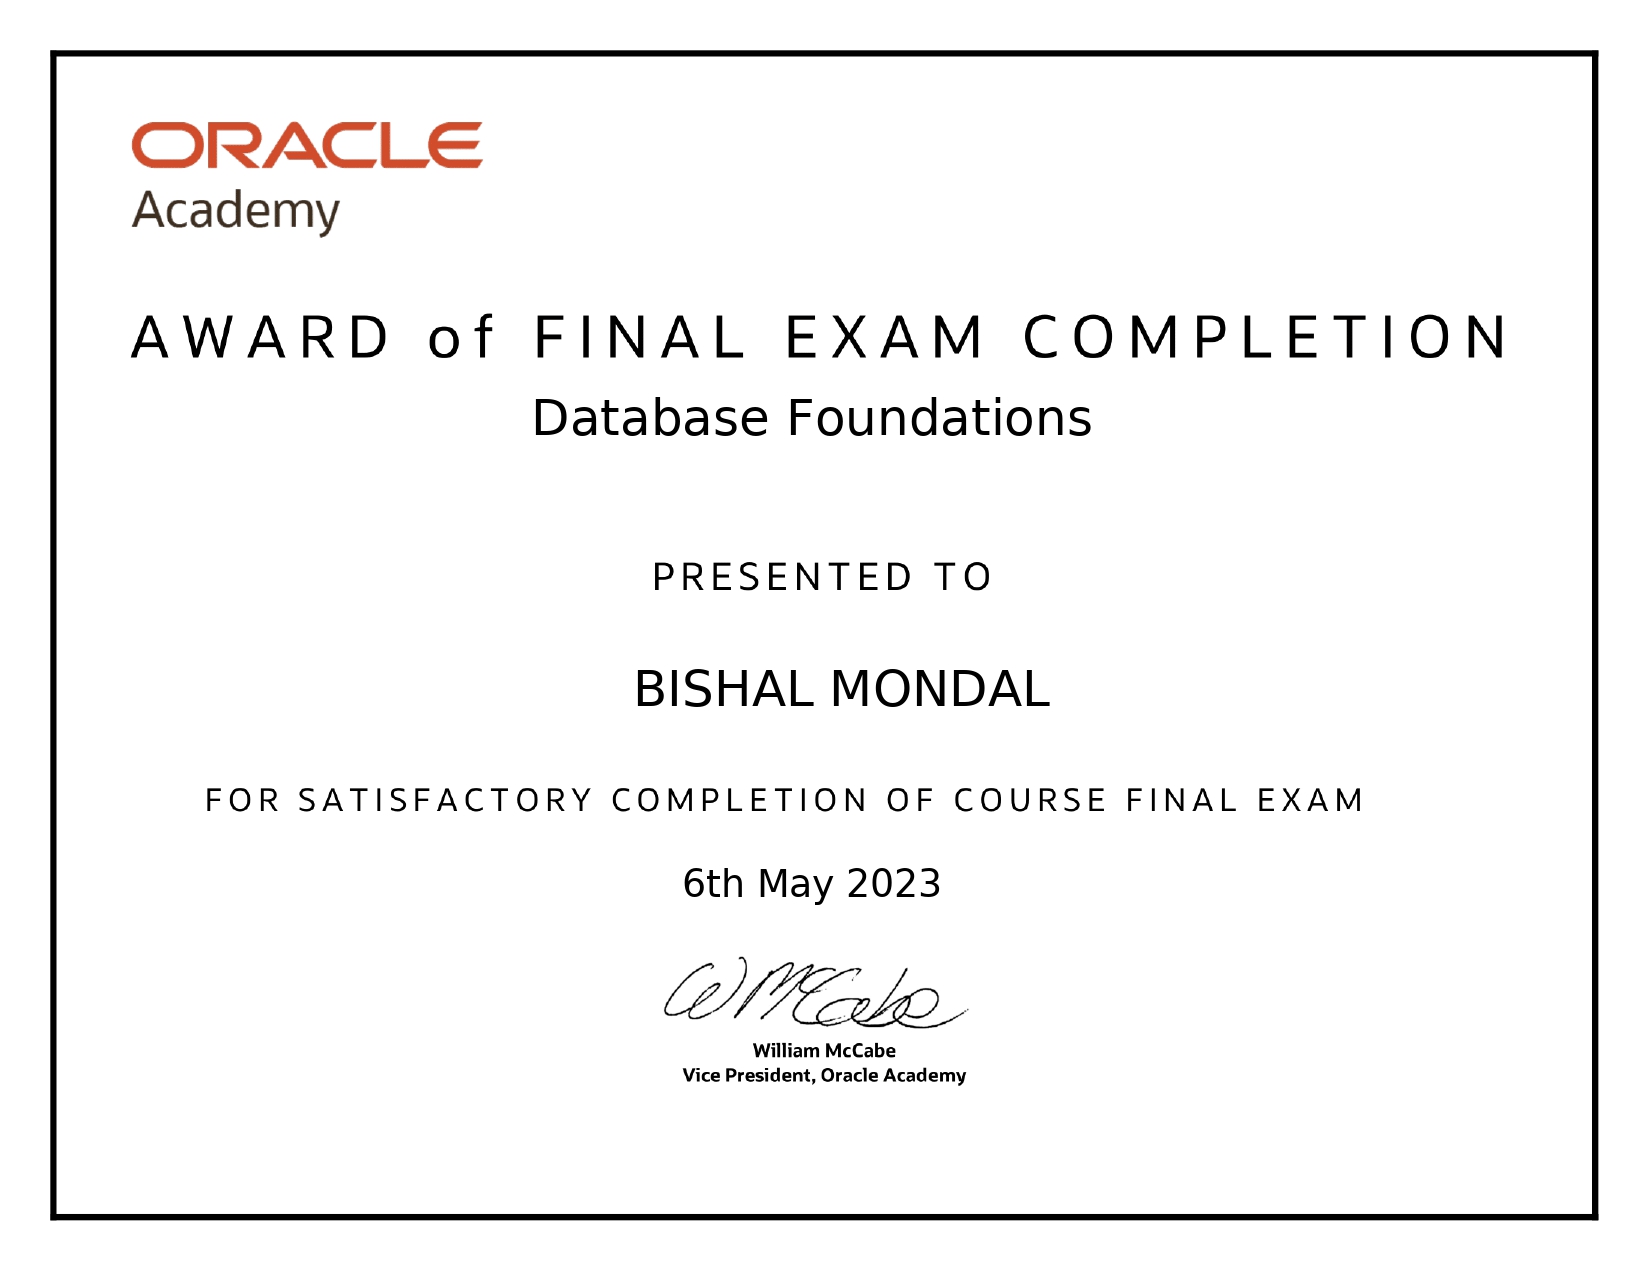 ORACLE
Academy
AWARD of FINAL EXAM COMPLETION
Database Foundations
PRESENTED TO
BISHAL MONDAL
FOR SATISFACTORY COMPLETION OF COURSE FINAL EXAM
6th May 2023
W McCabe
William McCabe
Vice President, Oracle Academy